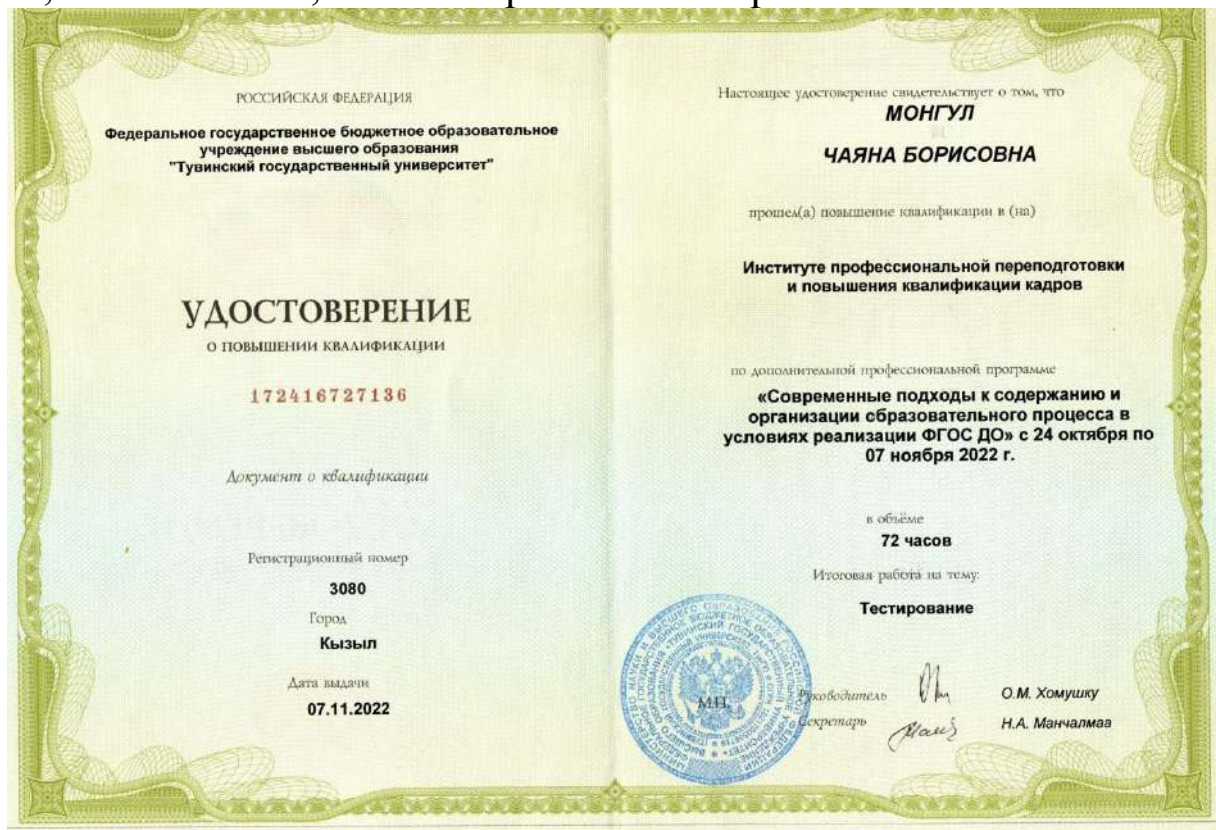 РОССИЙСКАЯ ФЕДЕРАЦИЯ
Федеральное государственное бюджетное образовательное
учреждение высшего образования
"Тувинский государственный университет"
УДОСТОВЕРЕНИЕ
О ПОВЫШЕНИИ КВАЛИФИКАЦИИ
172416727136
Документ о квалификации
Регистрационный номер
3080
Город
Кызыл
Дата выдачи
07.11.2022
Настоящее удостоверение свидетельствует о том, что
МОНГУЛ
ЧАЯНА БОРИСОВНА
прошел(а) повышение квалификации в (на)
Институте профессиональной переподготовки
и повышения квалификации кадров
по дополнительной профессиональной программе
«Современные подходы к содержанию и
организации образовательного процесса в
условиях реализации ФГОС ДО» с 24 октября по
07 ноября 2022 г.
в объёме
72 часов
Итоговая работа на тему:
Тестирование
М.П.
Руководитель О.М. Хомушку
Секретарь Н.А. Манчалмаа